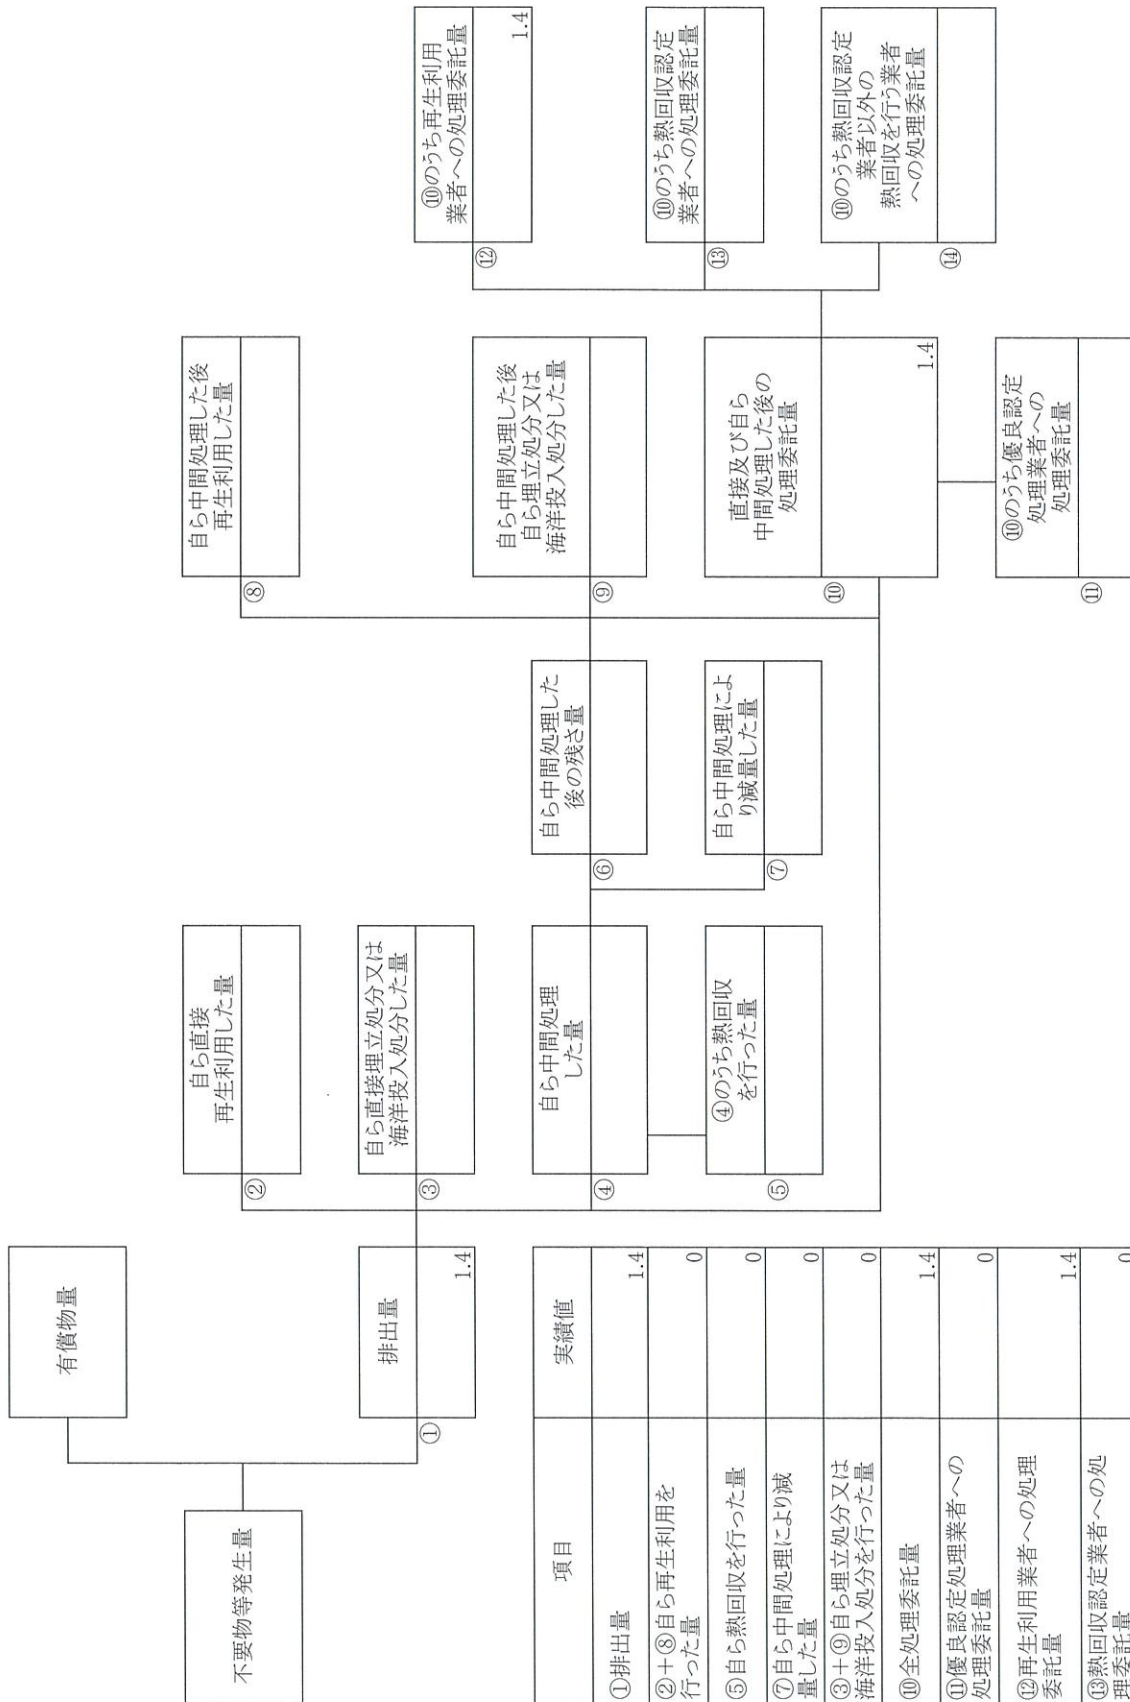 不要物等発生量
有償物量
排出量
①
1.4
自ら直接
再生利用した量
②
自ら直接埋立処分又は
海洋投入処分した量
③
自ら中間処理
した量
④
④のうち熱回収
を行った量
⑤
自ら中間処理した
後の残さ量
⑥
自ら中間処理によ
り減量した量
⑦
自ら中間処理した後
再生利用した量
⑧
自ら中間処理した後
自ら埋立処分又は
海洋投入処分した量
⑨
直接及び自ら
中間処理した後の
処理委託量
⑩
1.4
⑩のうち優良認定
処理業者への
処理委託量
⑪
⑩のうち再生利用
業者への処理委託量
⑫
1.4
⑩のうち熱回収認定
業者への処理委託量
⑬
⑩のうち熱回収認定
業者以外の
熱回収を行う業者
への処理委託量
⑭
項目 実績値
①排出量 1.4
②+⑧自ら再生利用を
行った量 0
⑤自ら熱回収を行った量 0
⑦自ら中間処理により減
量した量 0
③+⑨自ら埋立処分又は
海洋投入処分を行った量 0
⑩全処理委託量 1.4
⑪優良認定処理業者への
処理委託量 0
⑫再生利用業者への処理
委託量 1.4
⑬熱回収認定業者への処
理委託量 0